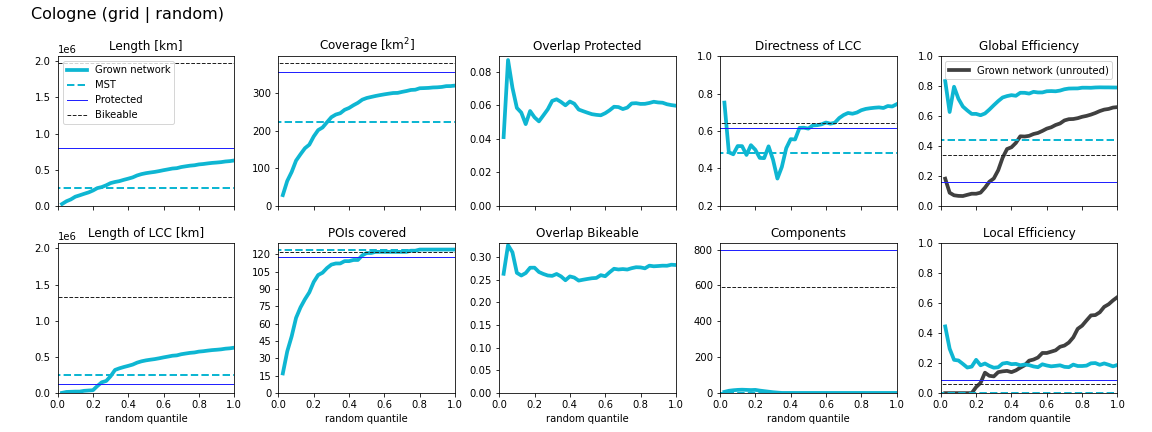 Cologne (grid | random)
1e6
Length [km]
2.0
1.5
1.0
0.5
0.0
Grown network
MST
Protected
Bikeable
Coverage [km²]
300
200
100
0
Overlap Protected
0.08
0.06
0.04
0.02
0.00
Directness of LCC
1.0
0.8
0.6
0.4
0.2
Global Efficiency
1.0
0.8
0.6
0.4
0.2
0.0
Grown network (unrouted)
1e6
Length of LCC [km]
2.0
1.5
1.0
0.5
0.0
0.0 0.2 0.4 0.6 0.8 1.0
random quantile
POIs covered
120
105
90
75
60
45
30
15
0
0.0 0.2 0.4 0.6 0.8 1.0
random quantile
Overlap Bikeable
0.30
0.25
0.20
0.15
0.10
0.05
0.00
0.0 0.2 0.4 0.6 0.8 1.0
random quantile
Components
800
600
400
200
0
0.0 0.2 0.4 0.6 0.8 1.0
random quantile
Local Efficiency
1.0
0.8
0.6
0.4
0.2
0.0
0.0 0.2 0.4 0.6 0.8 1.0
random quantile